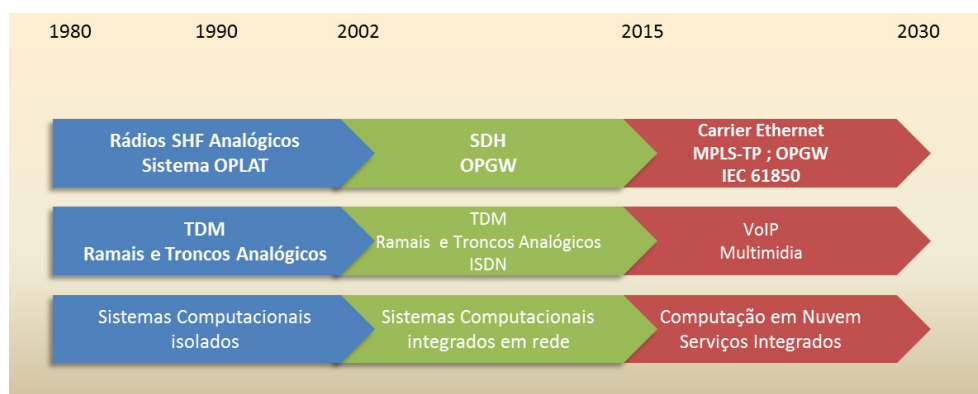 1980 1990 2002 2015 2030
Rádios SHF Analógicos
Sistema OPLAT
SDH
OPGW
Carrier Ethernet
MPLS-TP ; OPGW
IEC 61850
TDM
Ramais e Troncos Analógicos
TDM
Ramais e Troncos Analógicos
ISDN
VoIP
Multimidia
Sistemas Computacionais
isolados
Sistemas Computacionais
integrados em rede
Computação em Nuvem
Serviços Integrados